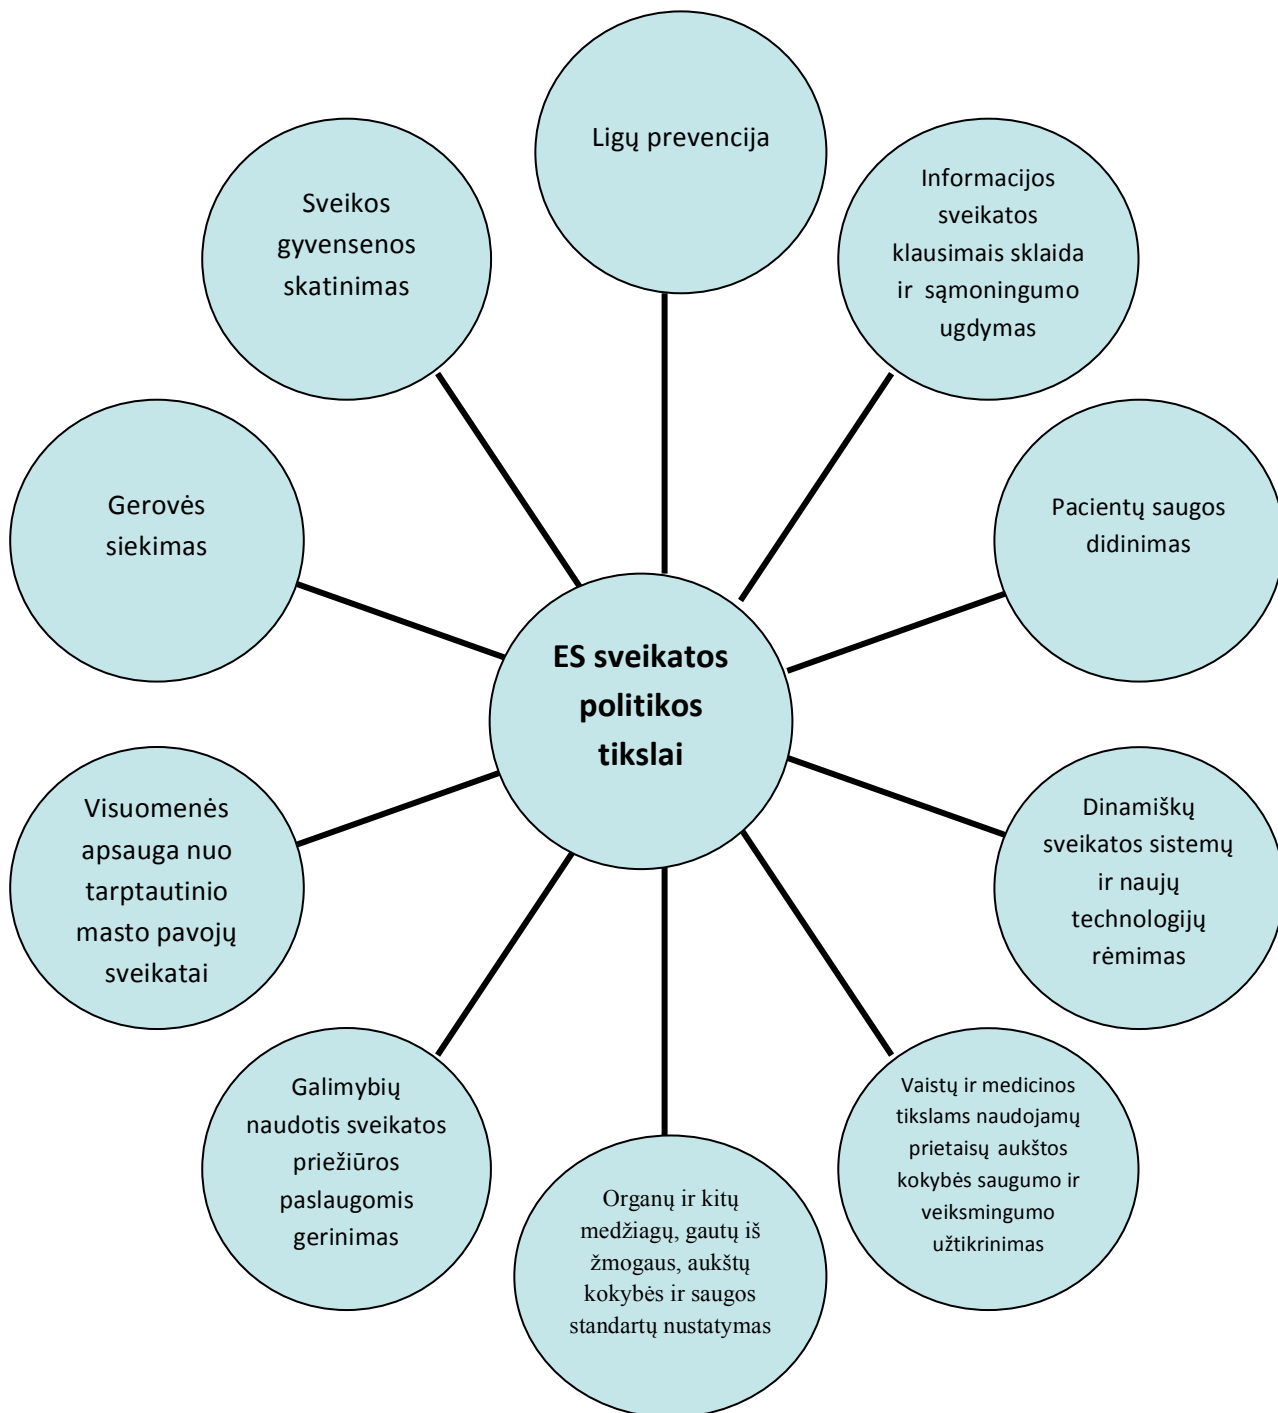 Ligų prevencija
Informacijos
sveikatos
klausimais sklaida
ir sąmoningumo
ugdymas
Sveikos
gyvensenos
skatinimas
Gerovės
siekimas
Pacientų saugos
didinimas
ES sveikatos
politikos
tikslai
Visuomenės
apsauga nuo
tarptautinio
masto pavojų
sveikatai
Dinamiškų
sveikatos sistemų
ir naujų
technologijų
rėmimas
Galimybių
naudotis sveikatos
priežiūros
paslaugomis
gerinimas
Vaistų ir medicinos
tikslams naudojamų
prietaisų aukštos
kokybės saugumo ir
veiksmingumo
užtikrinimas
Organų ir kitų
medžiagų, gautų iš
žmogaus, aukštų
kokybės ir saugos
standartų nustatymas